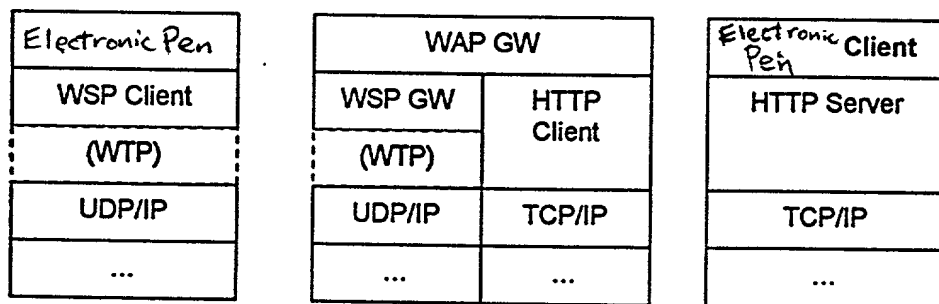 Electronic Pen
WSP Client
(WTP)
UDP/IP
...
WAP GW
WSP GW
(WTP)
UDP/IP
...
HTTP
Client
TCP/IP
...
Electronic Client
Pen
HTTP Server
TCP/IP
...